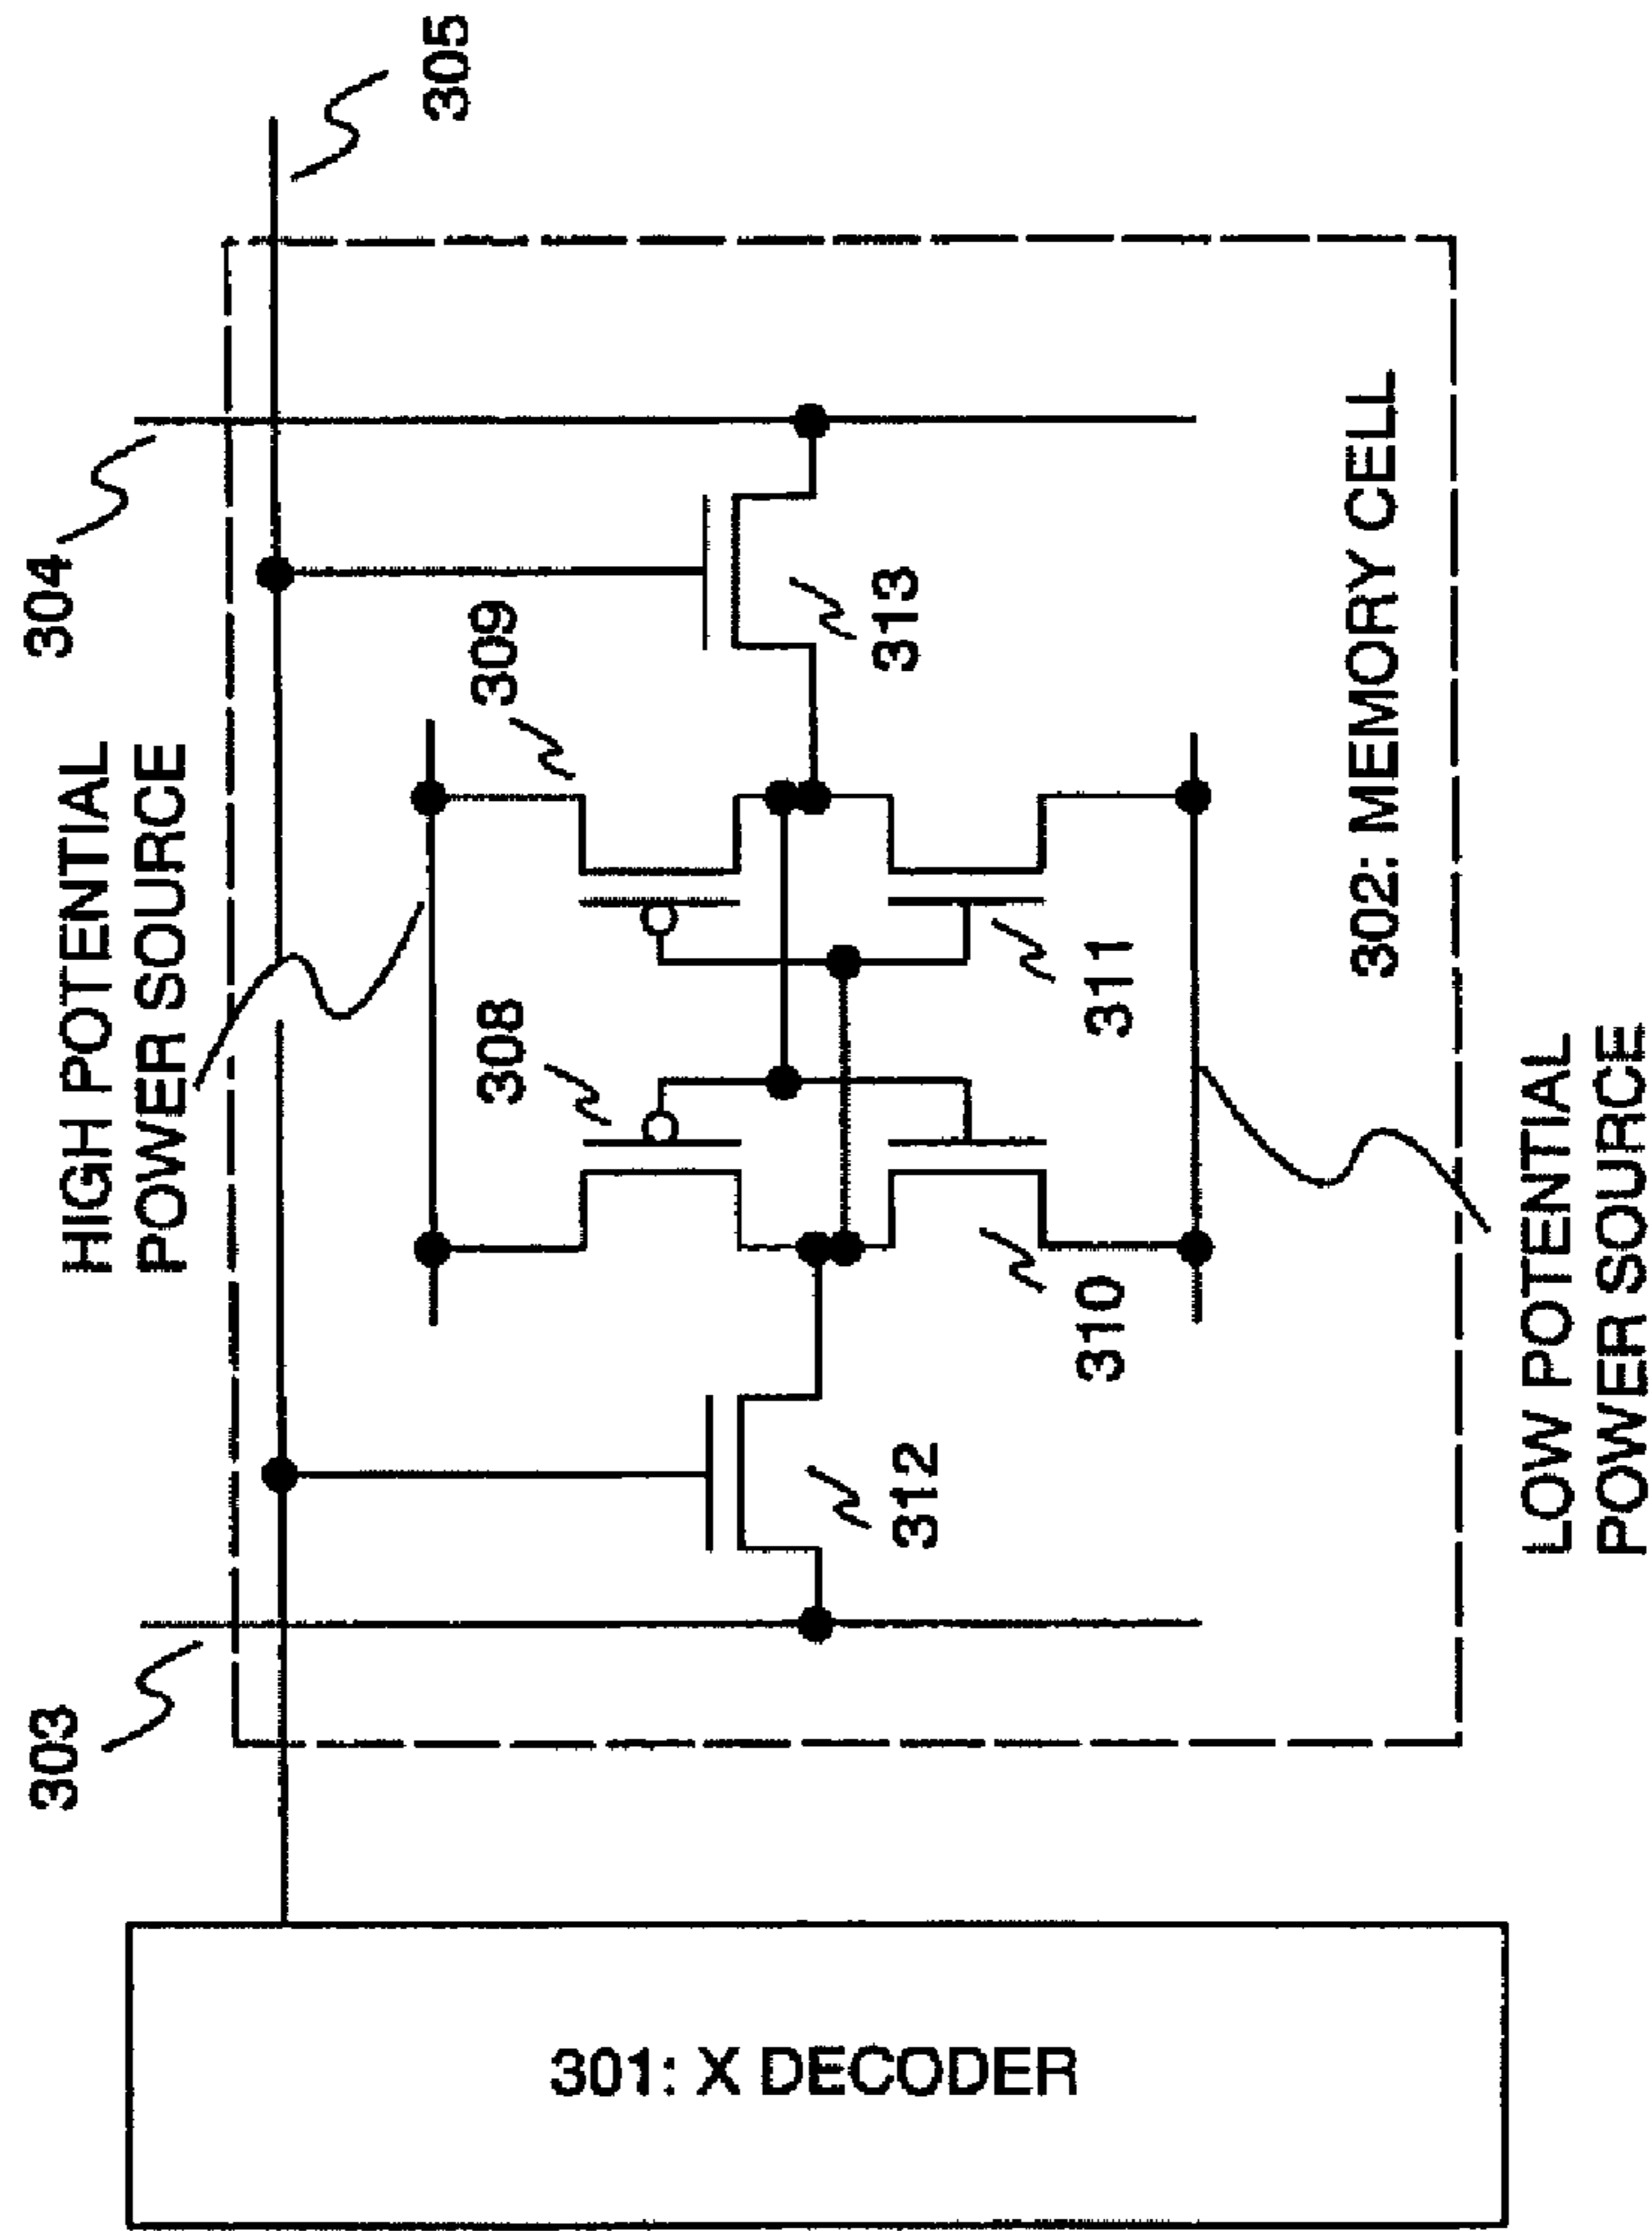 303
304
305
HIGH POTENTIAL
POWER SOURCE
308
309
312
313
310
311
301: X DECODER
302: MEMORY CELL
LOW POTENTIAL
POWER SOURCE